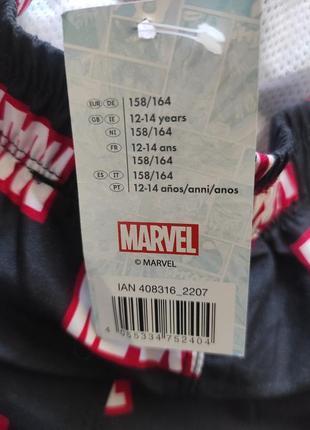 EUR DE 158/164
GB IE 12-14 years
NI 158/164
FR 12-14 ans
158/164
ES IT 158/164
PT 12-14 años/anni/anos
MARVEL
© MARVEL
IAN 408316_2207
4 055334 752404